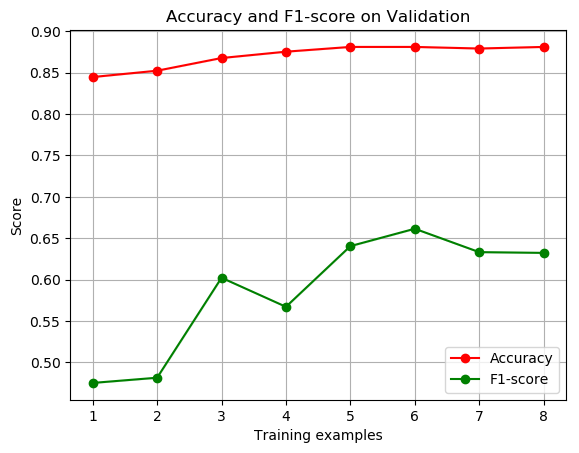 Accuracy and F1-score on Validation
0.90
0.85
0.80
0.75
0.70
0.65
0.60
0.55
0.50
Score
Accuracy
F1-score
1 2 3 4 5 6 7 8
Training examples